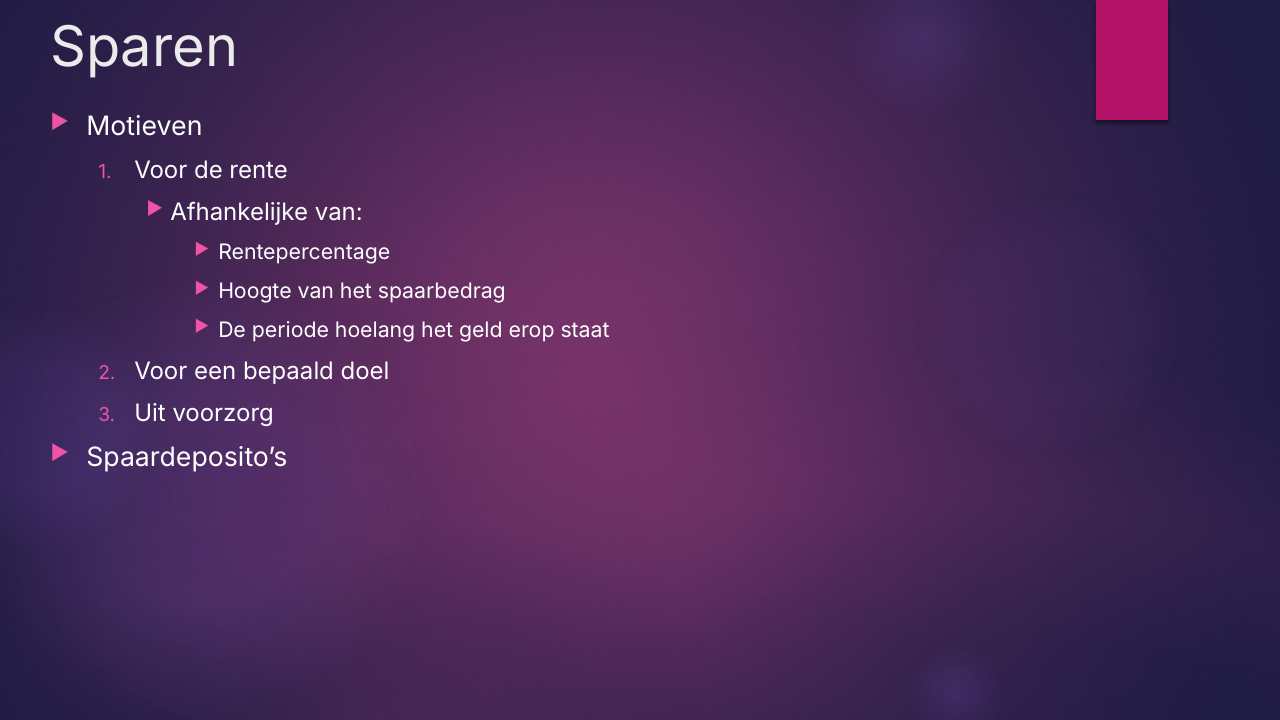 Sparen
Motieven
1. Voor de rente
Afhankelijke van:
Rentepercentage
Hoogte van het spaarbedrag
De periode hoelang het geld erop staat
2. Voor een bepaald doel
3. Uit voorzorg
Spaardeposito’s